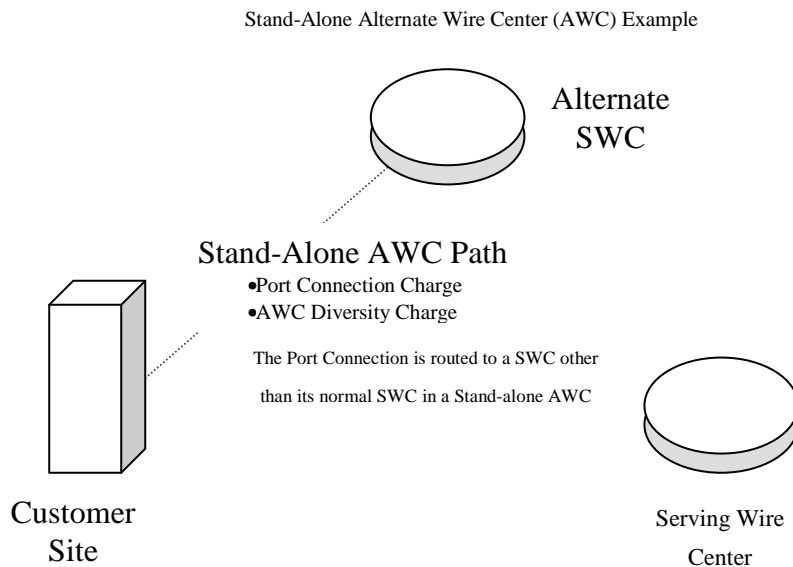 Stand-Alone Alternate Wire Center (AWC) Example
Alternate
SWC
Stand-Alone AWC Path
•Port Connection Charge
•AWC Diversity Charge
The Port Connection is routed to a SWC other
than its normal SWC in a Stand-alone AWC
Customer
Site
Serving Wire
Center